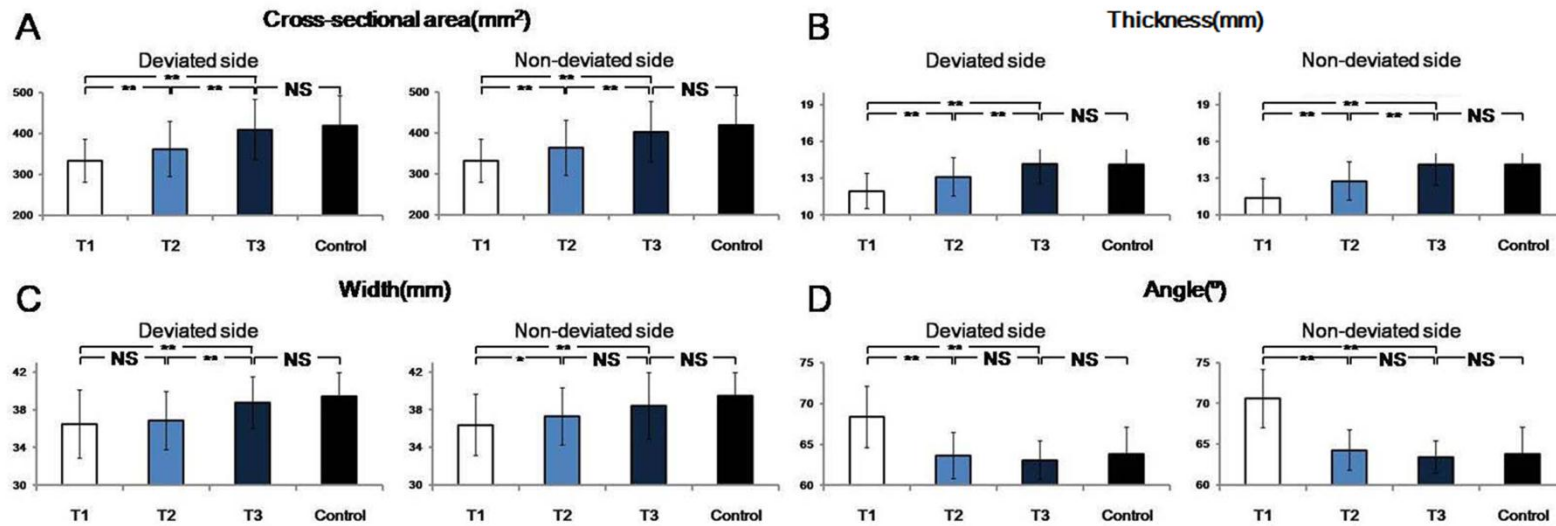 A
Cross-sectional area(mm²)
Deviated side
Non-deviated side
**
**
** ** NS
** ** NS
500
400
300
200
500
400
300
200
T1 T2 T3 Control
T1 T2 T3 Control
B
Thickness(mm)
Deviated side
Non-deviated side
**
**
** ** NS
** ** NS
19
16
13
10
19
16
13
10
T1 T2 T3 Control
T1 T2 T3 Control
C
Width(mm)
Deviated side
Non-deviated side
**
**
NS ** NS
* NS NS
42
38
34
30
42
38
34
30
T1 T2 T3 Control
T1 T2 T3 Control
D
Angle(º)
Deviated side
Non-deviated side
**
**
** NS NS
** NS NS
75
70
65
60
75
70
65
60
T1 T2 T3 Control
T1 T2 T3 Control